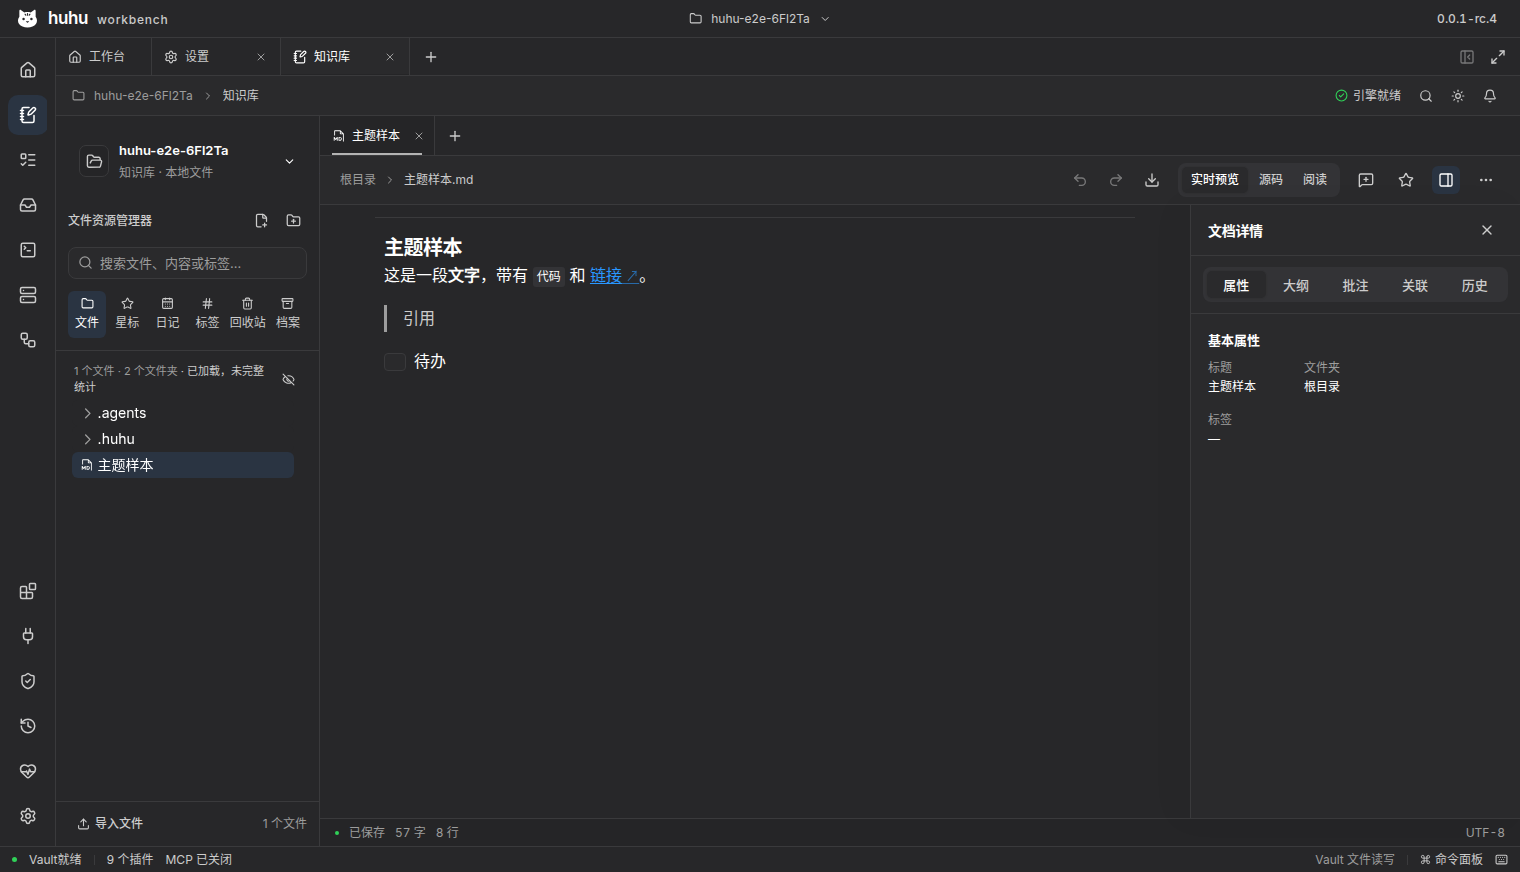 huhu workbench
huhu-e2e-6FI2Ta
0.0.1-rc.4
工作台
设置
知识库
huhu-e2e-6FI2Ta
知识库
引擎就绪
huhu-e2e-6FI2Ta
知识库 · 本地文件
文件资源管理器
搜索文件、内容或标签...
文件 星标 日记 标签 回收站 档案
1 个文件 · 2 个文件夹 · 已加载，未完整
统计
.agents
.huhu
主题样本
导入文件
1 个文件
主题样本
根目录
主题样本.md
实时预览 源码 阅读
主题样本
这是一段文字，带有 代码 和 链接↗。
引用
待办
文档详情
属性 大纲 批注 关联 历史
基本属性
标题 文件夹
主题样本 根目录
标签
—
已保存 57 字 8 行
UTF-8
Vault就绪 9 个插件 MCP 已关闭
Vault 文件读写
⌘ 命令面板